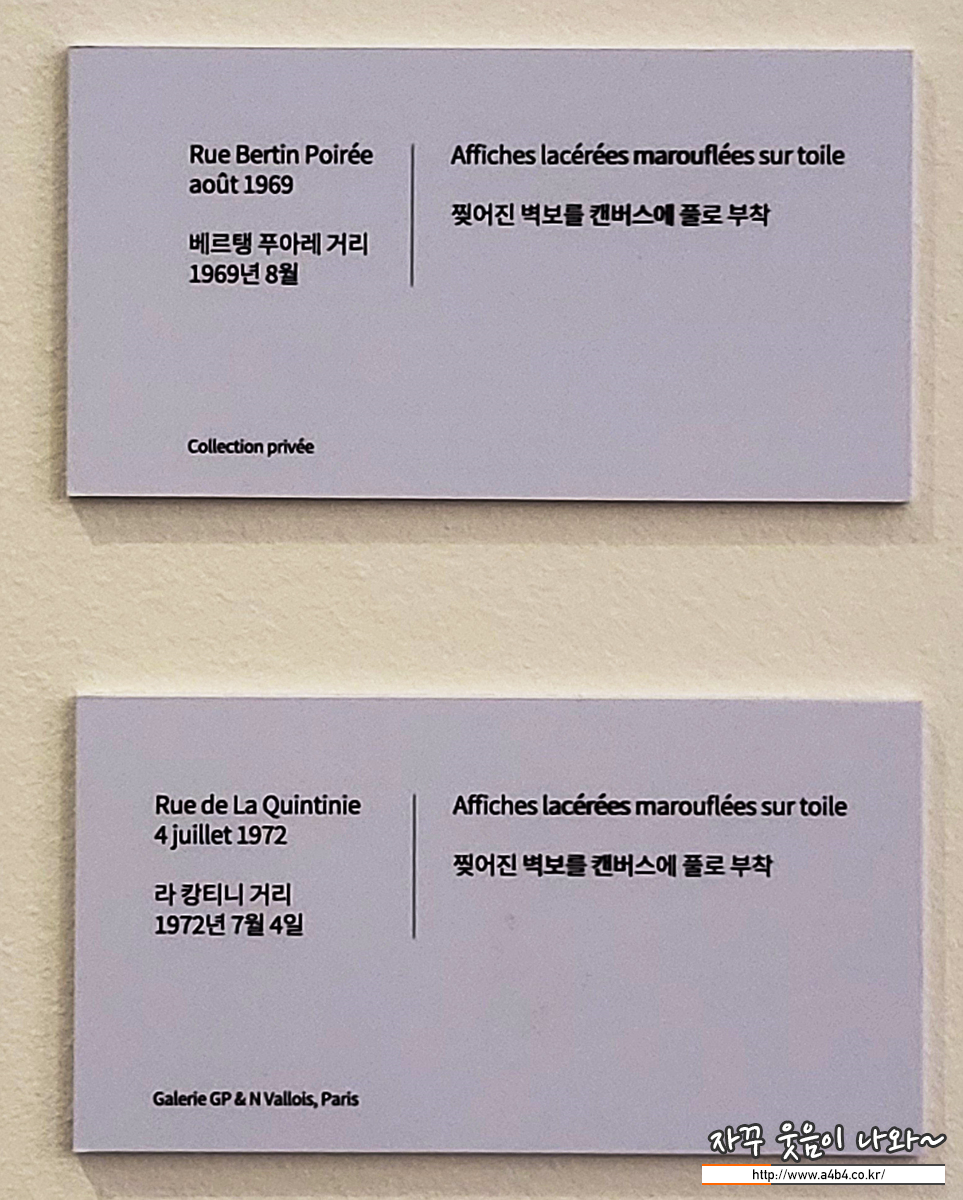 Rue Bertin Poirée
août 1969
베르탱 푸아레 거리
1969년 8월
Affiches lacérées marouflées sur toile
찢어진 벽보를 캔버스에 풀로 부착
Collection privée
Rue de La Quintinie
4 juillet 1972
라 캉티니 거리
1972년 7월 4일
Affiches lacérées marouflées sur toile
찢어진 벽보를 캔버스에 풀로 부착
Galerie GP & N Vallois, Paris
자꾸 웃음이 나와~
http://www.a4b4.co.kr/